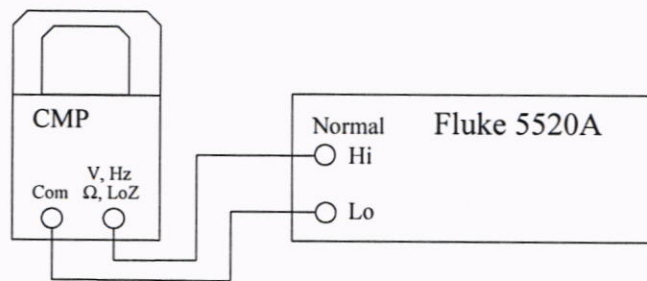 CMP
V, Hz
Com Ω, LoZ
Normal Fluke 5520A
Hi
Lo